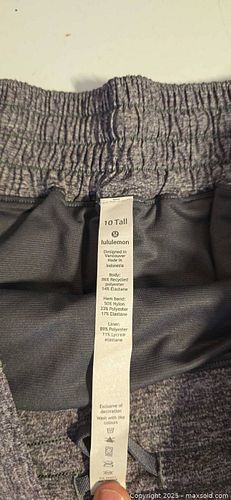 10 Tall
lululemon
Designed in
Vancouver
Made in
Indonesia
Body:
86% Recycled
polyester
14% Elastane
Hem band:
50% Nylon
33% Polyester
17% Elastane
Liner:
89% Polyester
11% Lycra®
elastane
Exclusive of
decoration
Wash with like
colours
Copyright 2025 - maxsold.com